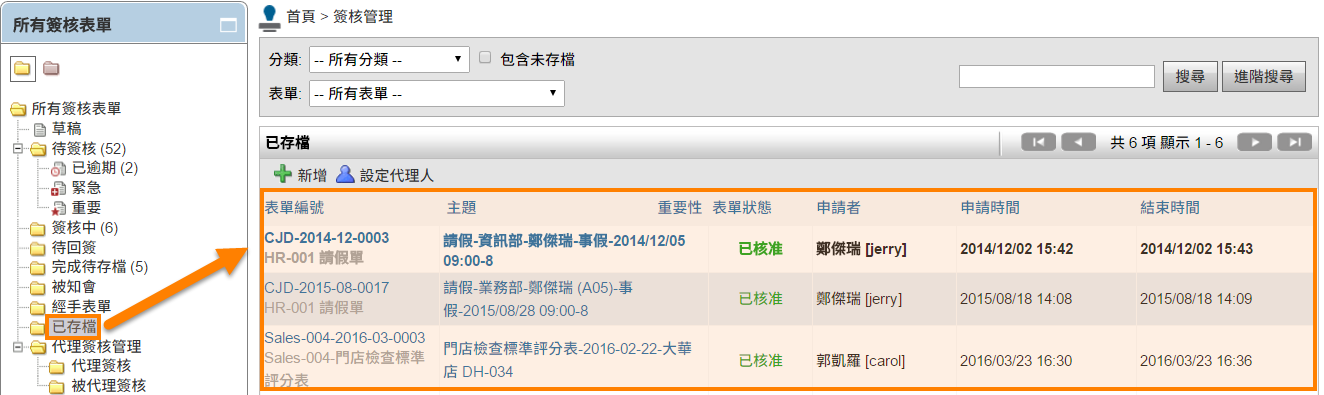 所有簽核表單
所有簽核表單
草稿
待簽核 (52)
已逾期 (2)
緊急
重要
簽核中 (6)
待回簽
完成待存檔 (5)
被知會
經手表單
已存檔
代理簽核管理
代理簽核
被代理簽核
首頁 > 簽核管理
分類: -- 所有分類 -- 包含未存檔
表單: -- 所有表單 --
搜尋 進階搜尋
已存檔 共 6 項 顯示 1 - 6
新增 設定代理人
表單編號 主題 重要性 表單狀態 申請者 申請時間 結束時間
CJD-2014-12-0003
HR-001 請假單
請假-資訊部-鄭傑瑞-事假-2014/12/05
09:00-8
已核准 鄭傑瑞 [jerry] 2014/12/02 15:42 2014/12/02 15:43
CJD-2015-08-0017
HR-001 請假單
請假-業務部-鄭傑瑞 (A05)-事
假-2015/08/28 09:00-8
已核准 鄭傑瑞 [jerry] 2015/08/18 14:08 2015/08/18 14:09
Sales-004-2016-03-0003
Sales-004-門店檢查標準
評分表
門店檢查標準評分表-2016-02-22-大華
店 DH-034
已核准 郭凱羅 [carol] 2016/03/23 16:30 2016/03/23 16:36